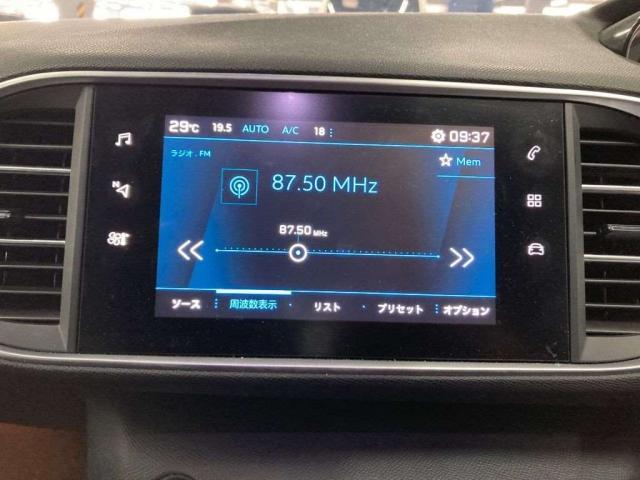 29℃ 19.5 AUTO A/C 18 09:37
ラジオ . FM
Mem
N
87.50 MHz
87.50 MHz
ソース 周波数表示 リスト プリセット オプション